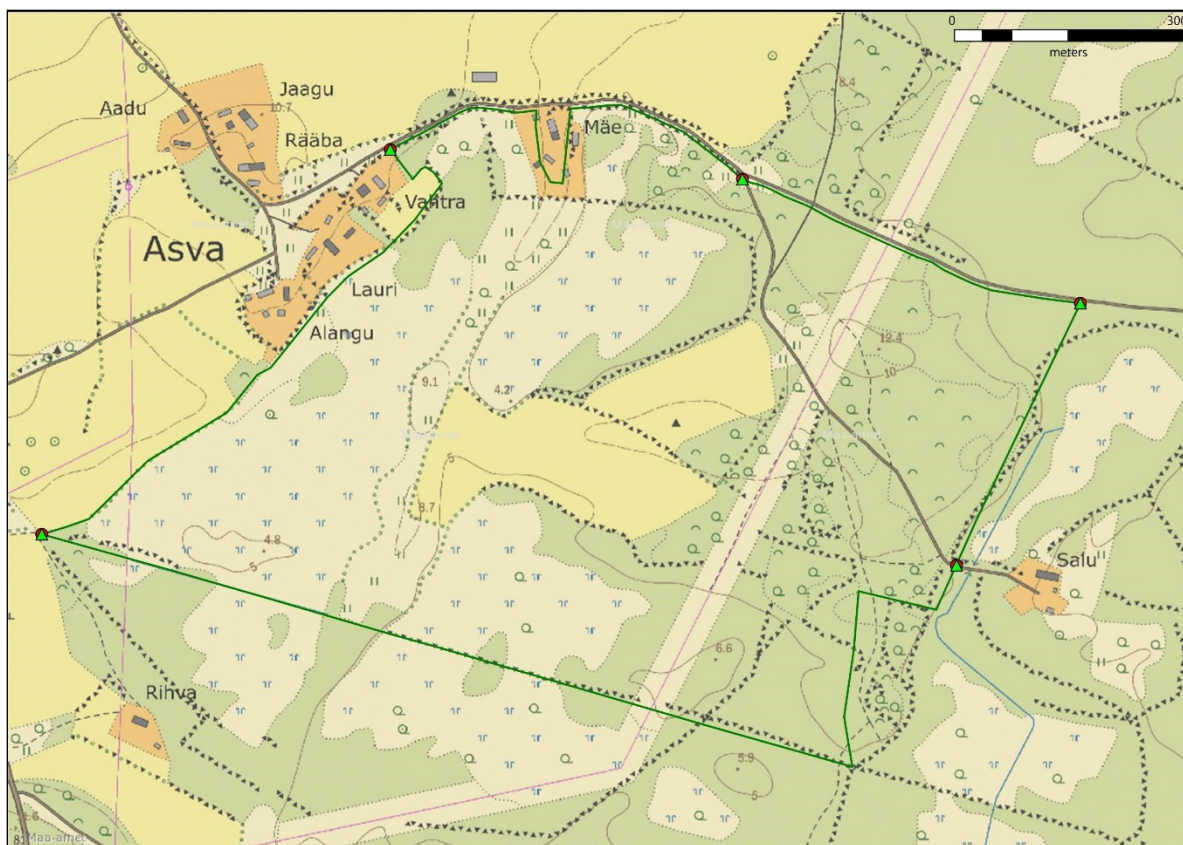 0 300
meters
8.4
Jaagu
Aadu
10.7
Mäe
Rääba
Vahtra
Asva
Lauri
Alangu
12.4
10
9.1
4.2
5
8.7
4.8
5
Salu
6.6
Rihva
5.9
5
Maa-amet